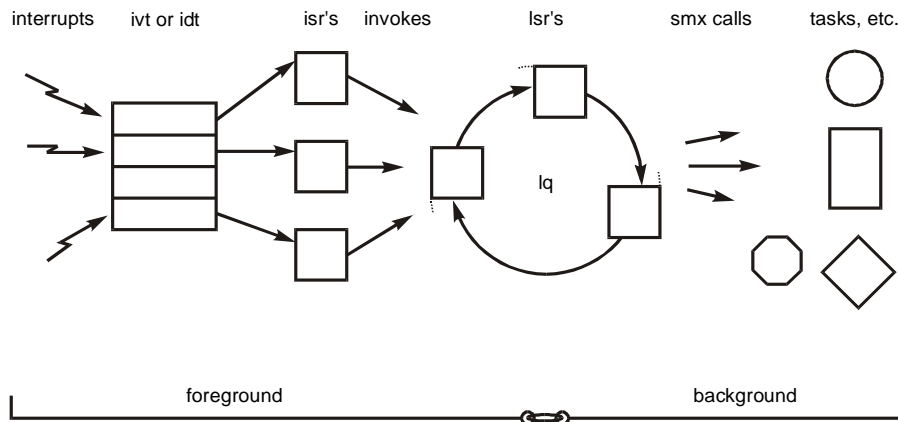 interrupts ivt or idt isr's invokes lsr's smx calls tasks, etc.
lq
foreground background